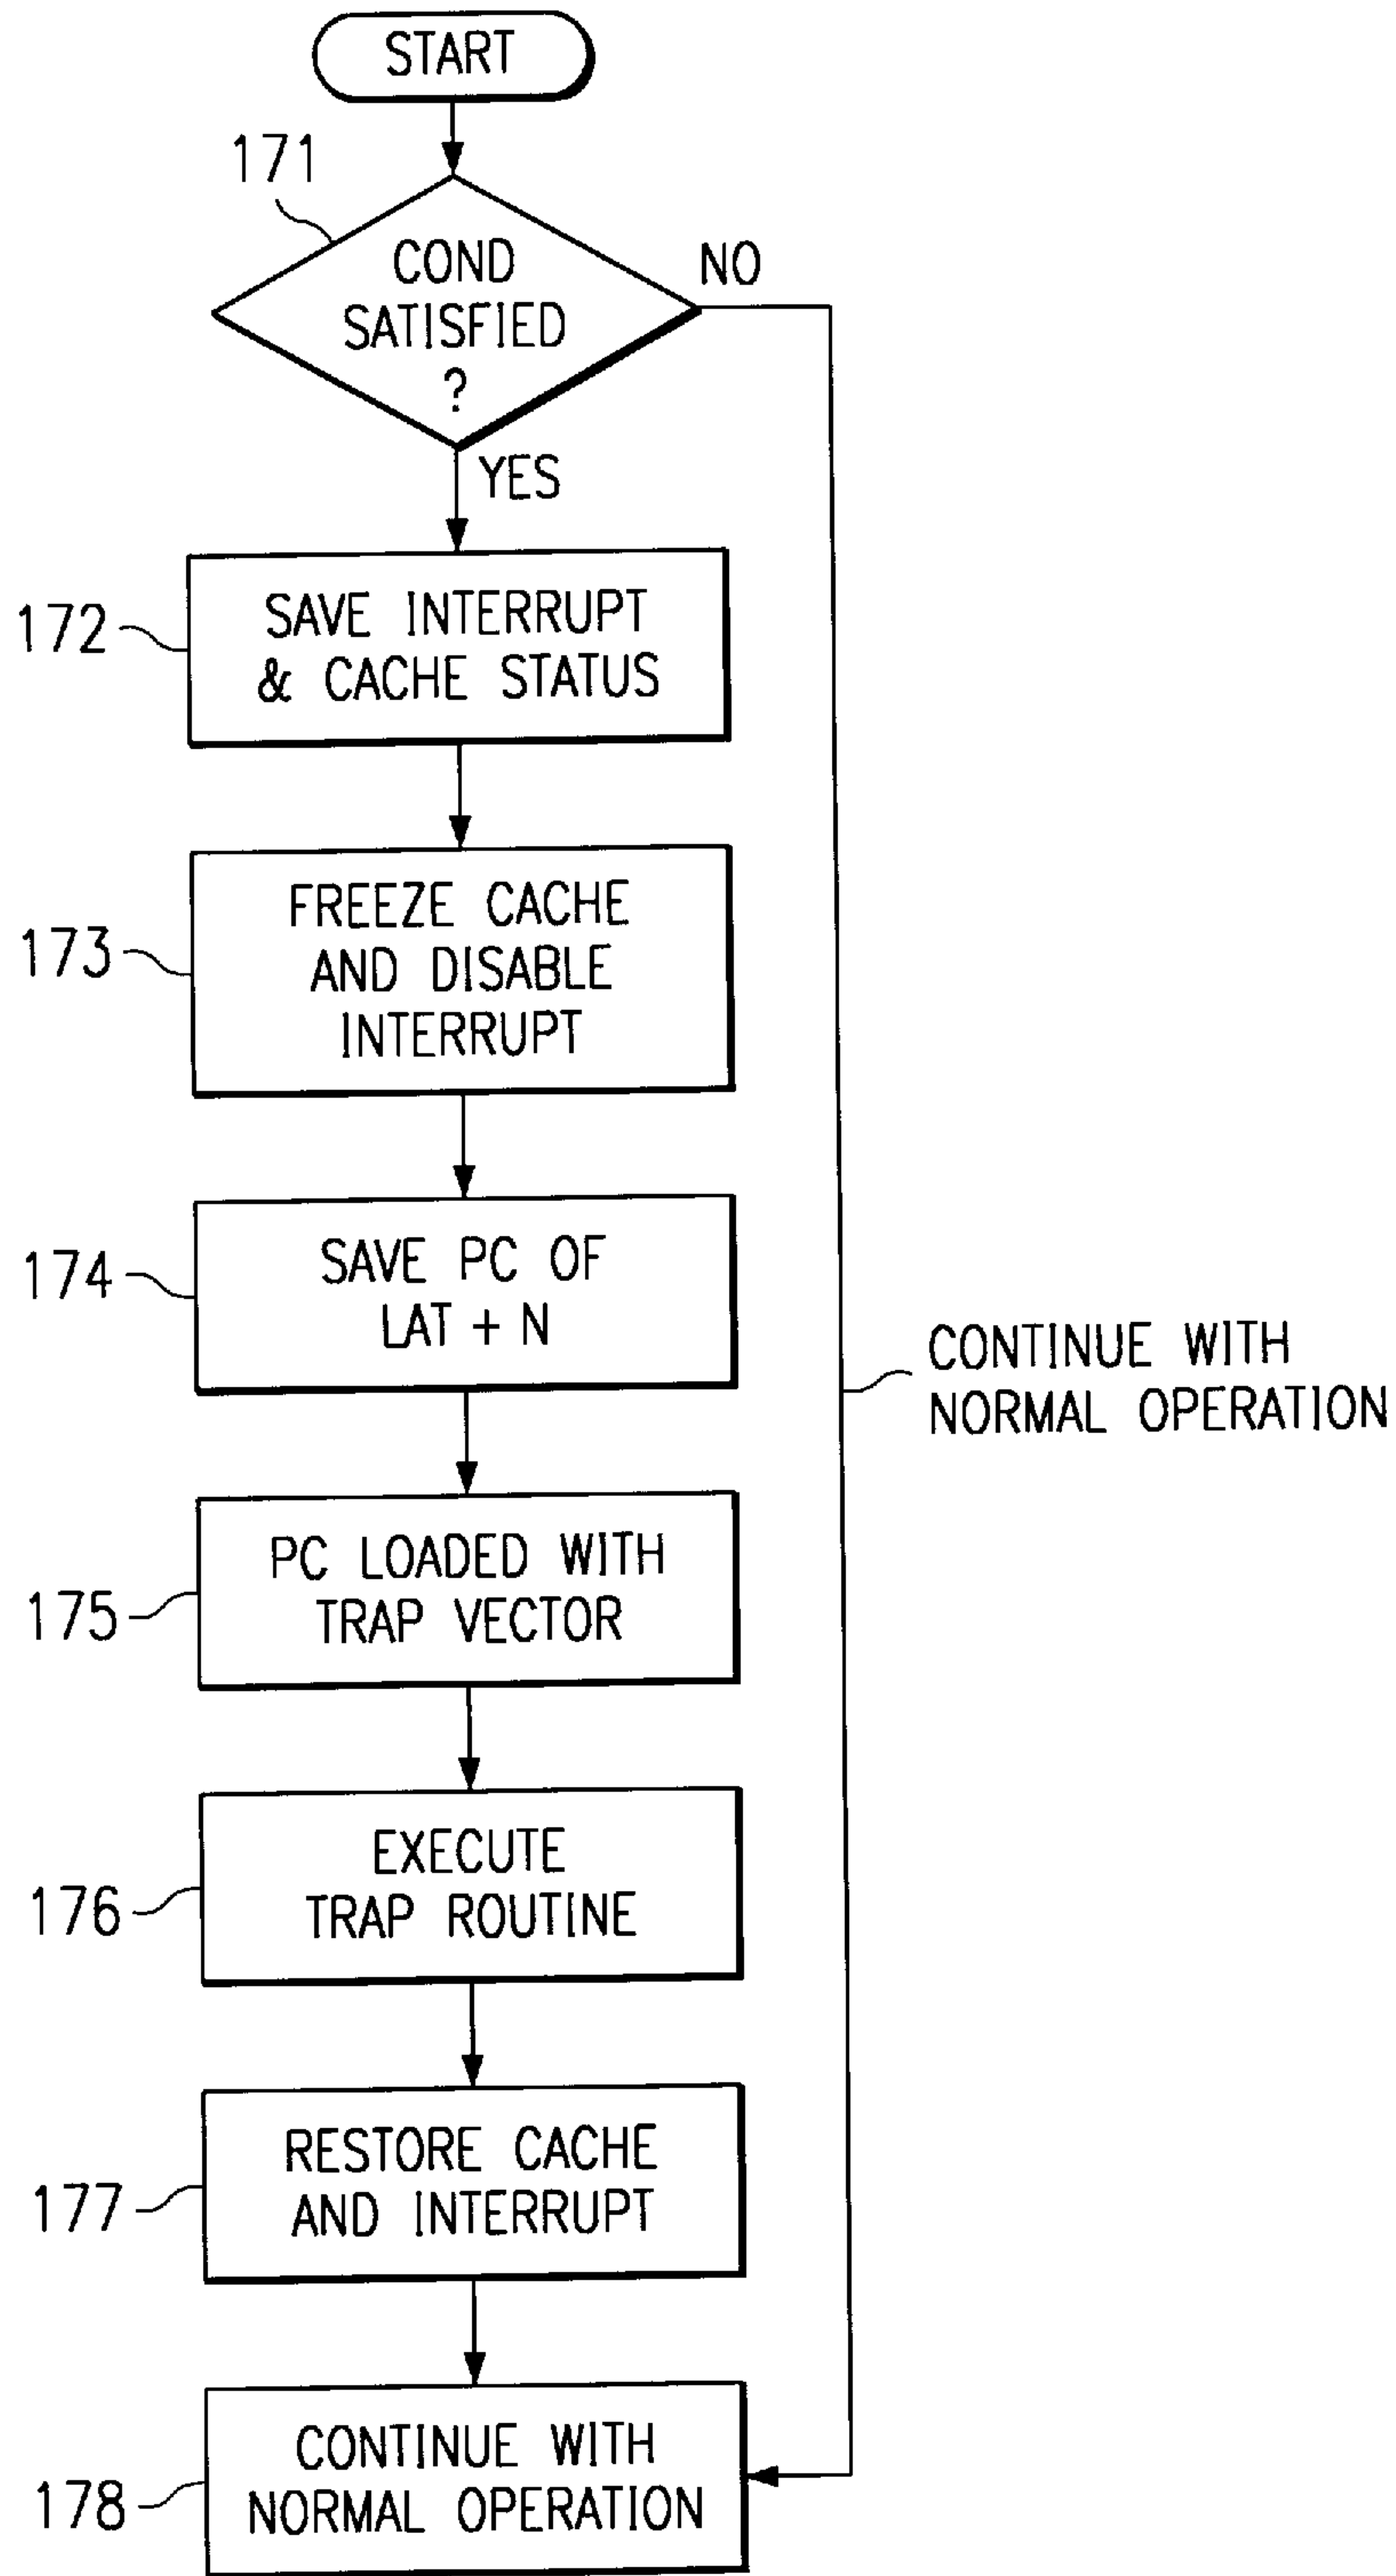 START
171
COND
SATISFIED
?
NO
YES
172
SAVE INTERRUPT
& CACHE STATUS
173
FREEZE CACHE
AND DISABLE
INTERRUPT
174
SAVE PC OF
LAT + N
CONTINUE WITH
NORMAL OPERATION
175
PC LOADED WITH
TRAP VECTOR
176
EXECUTE
TRAP ROUTINE
177
RESTORE CACHE
AND INTERRUPT
178
CONTINUE WITH
NORMAL OPERATION